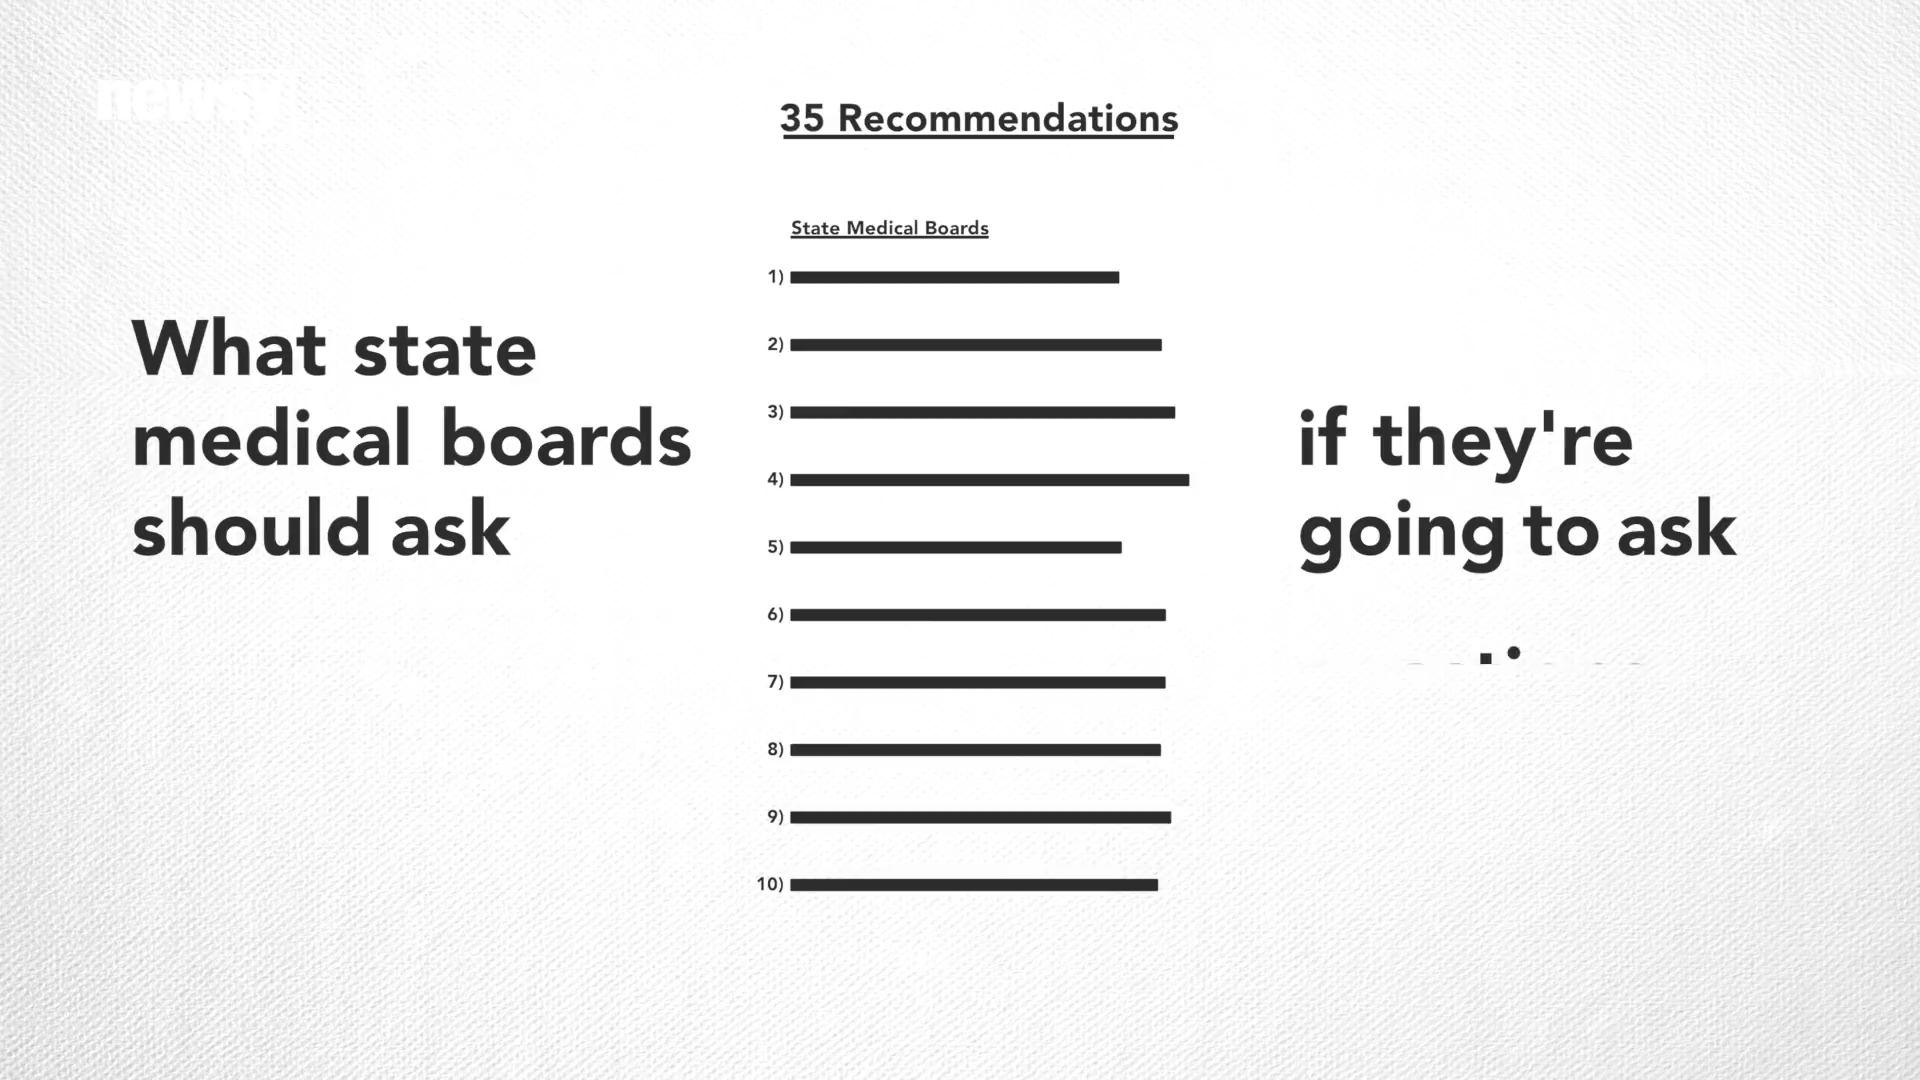 newsy
35 Recommendations
State Medical Boards
1)
2)
3)
4)
5)
6)
7)
8)
9)
10)
What state
medical boards
should ask
if they're
going to ask